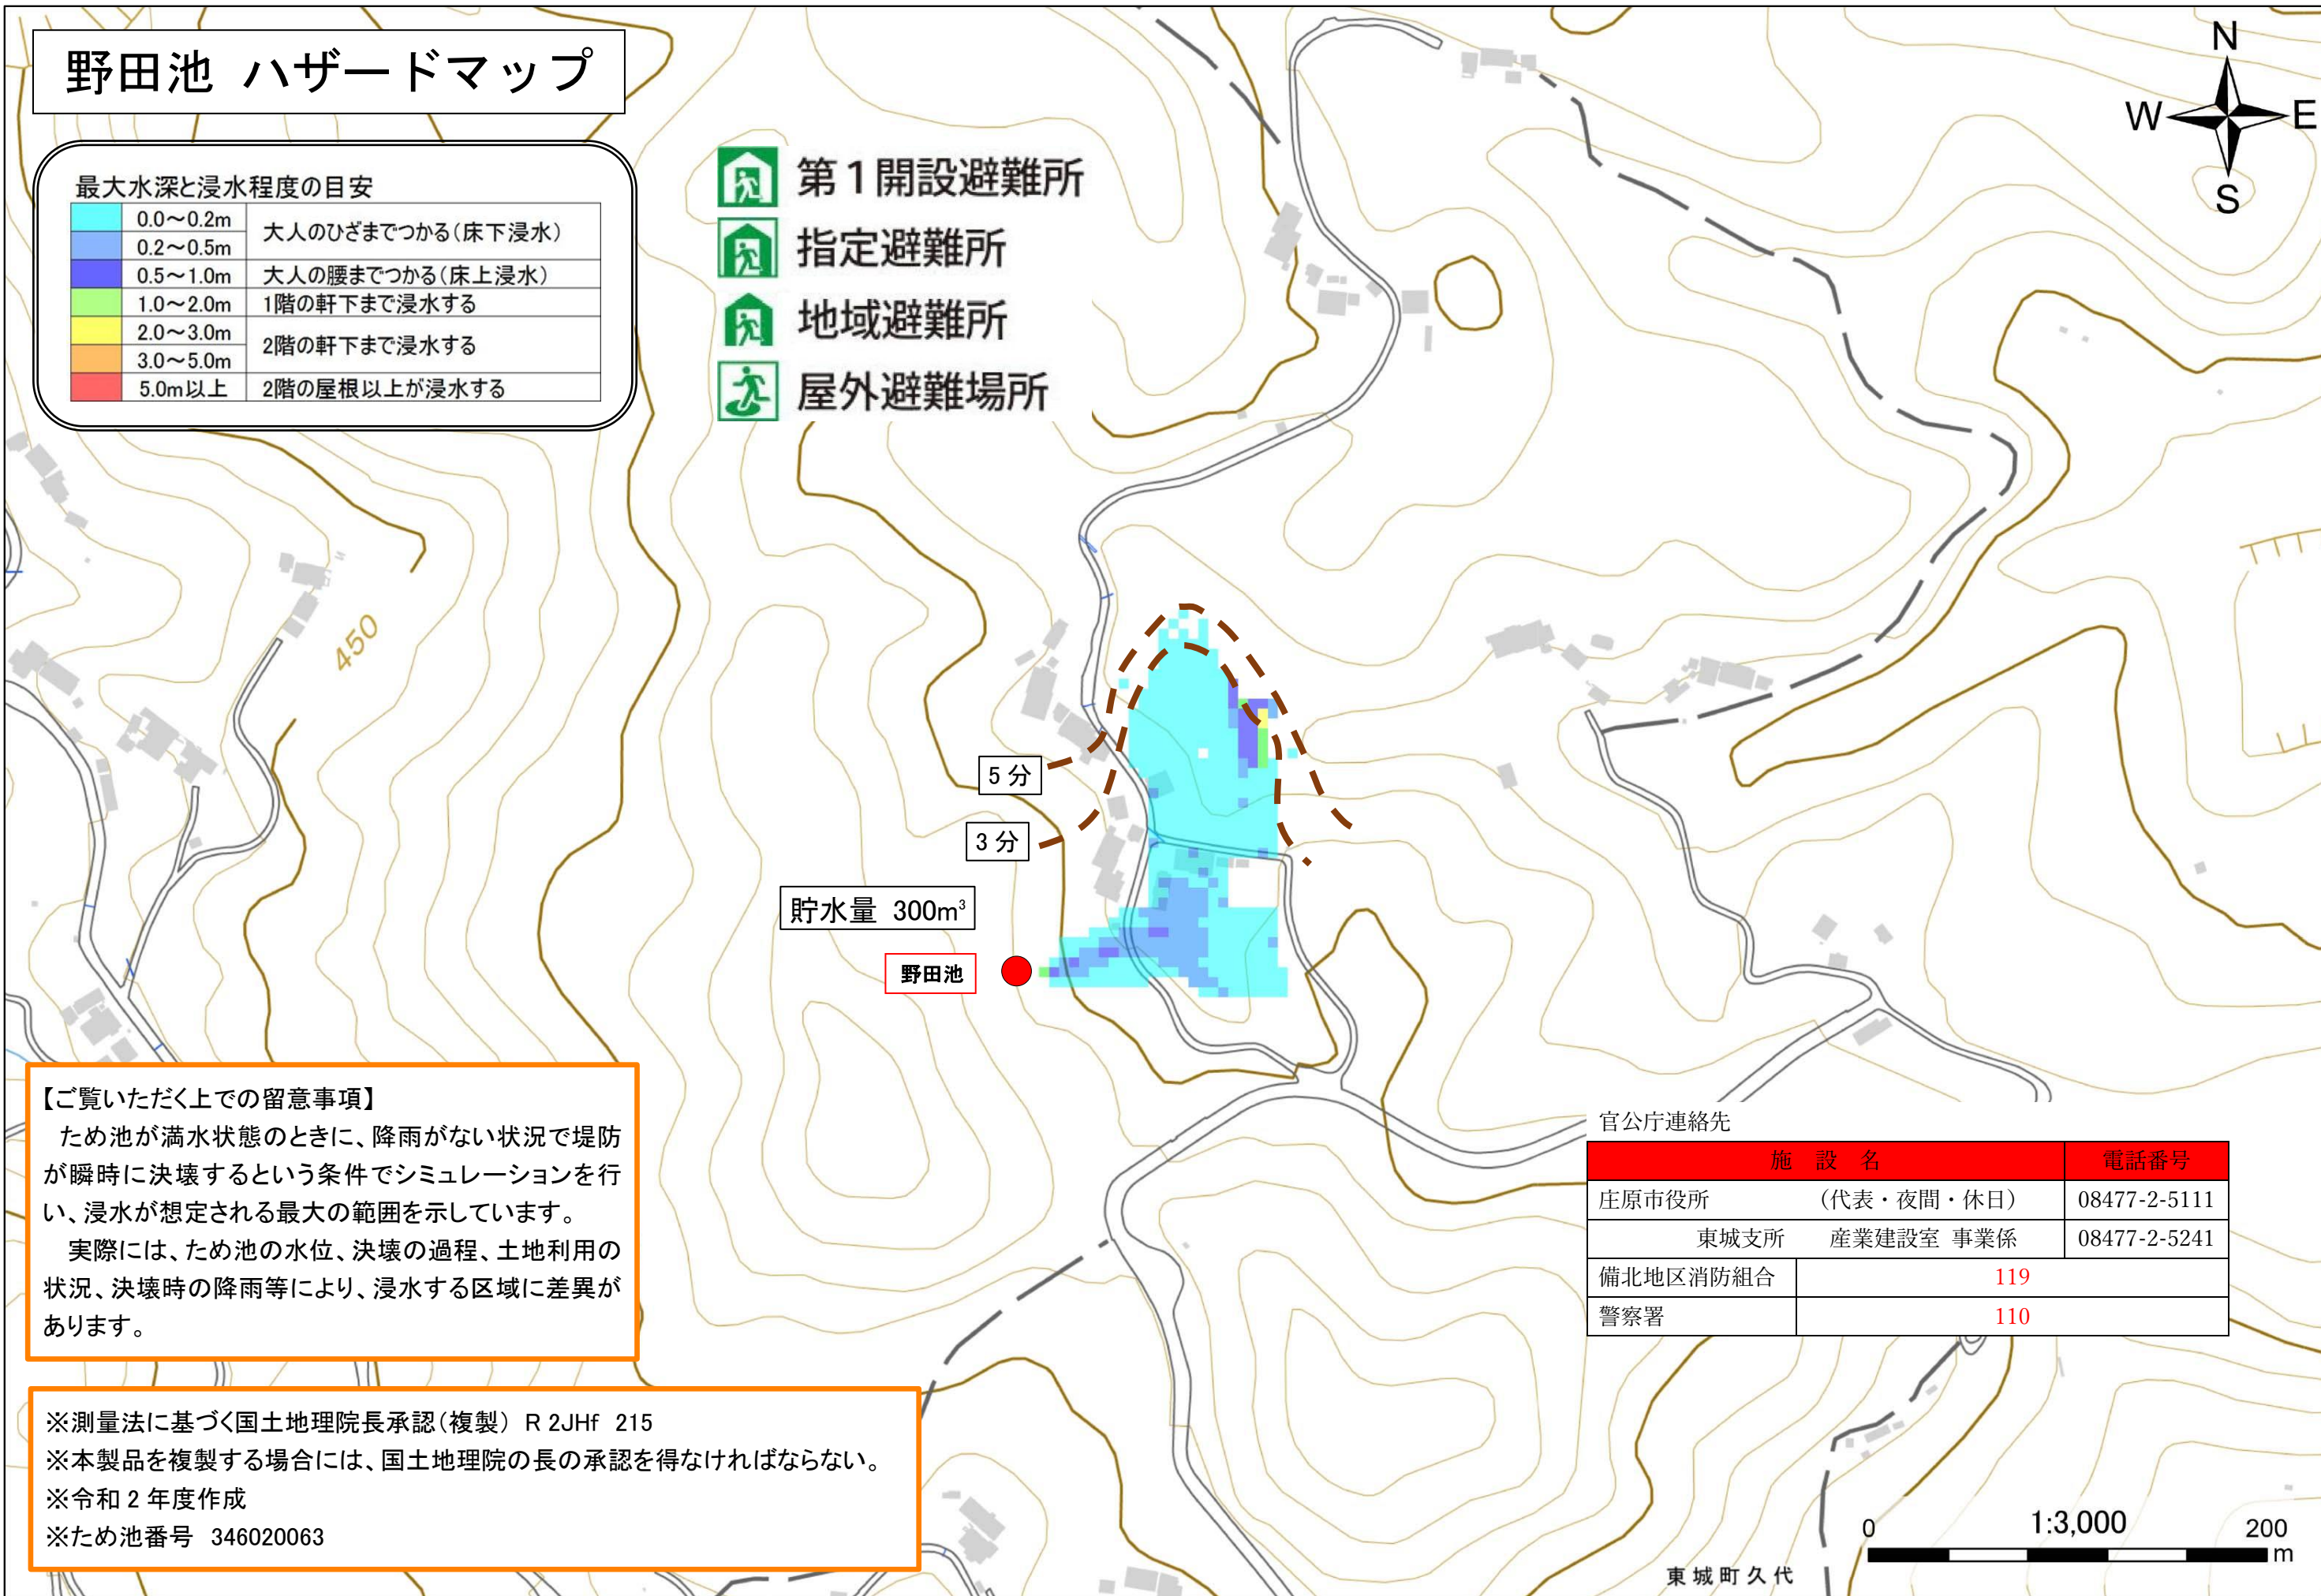 野田池 ハザードマップ
N
W E
S
最大水深と浸水程度の目安
0.0～0.2m 大人のひざまでつかる(床下浸水)
0.2～0.5m
0.5～1.0m 大人の腰までつかる(床上浸水)
1.0～2.0m 1階の軒下まで浸水する
2.0～3.0m 2階の軒下まで浸水する
3.0～5.0m
5.0m以上 2階の屋根以上が浸水する
第1開設避難所
指定避難所
地域避難所
屋外避難場所
450
5分
3分
貯水量 300m³
野田池
【ご覧いただく上での留意事項】
ため池が満水状態のときに、降雨がない状況で堤防
が瞬時に決壊するという条件でシミュレーションを行
い、浸水が想定される最大の範囲を示しています。
実際には、ため池の水位、決壊の過程、土地利用の
状況、決壊時の降雨等により、浸水する区域に差異が
あります。
官公庁連絡先
施 設 名 電話番号
庄原市役所 (代表・夜間・休日) 08477-2-5111
東城支所 産業建設室 事業係 08477-2-5241
備北地区消防組合 119
警察署 110
※測量法に基づく国土地理院長承認(複製) R 2JHf 215
※本製品を複製する場合には、国土地理院の長の承認を得なければならない。
※令和2年度作成
※ため池番号 346020063
0 1:3,000 200
m
東城町久代